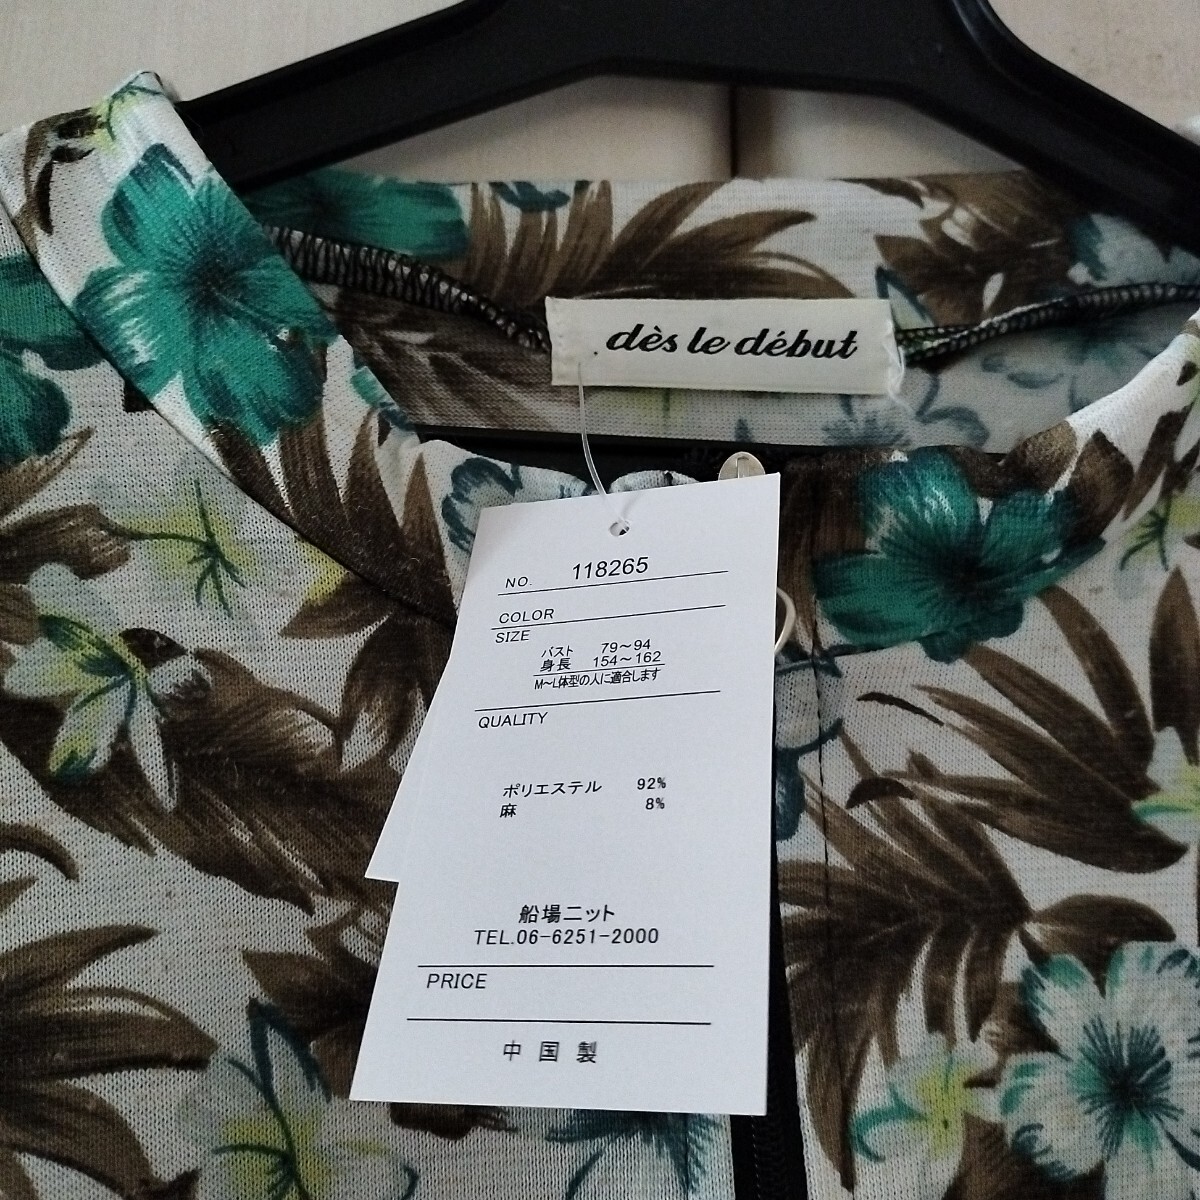 dès le début
NO. 118265
COLOR
SIZE
バスト 79～94
身長 154～162
M～L体型の人に適合します
QUALITY
ポリエステル 92%
麻 8%
船場ニット
TEL.06-6251-2000
PRICE
中国製